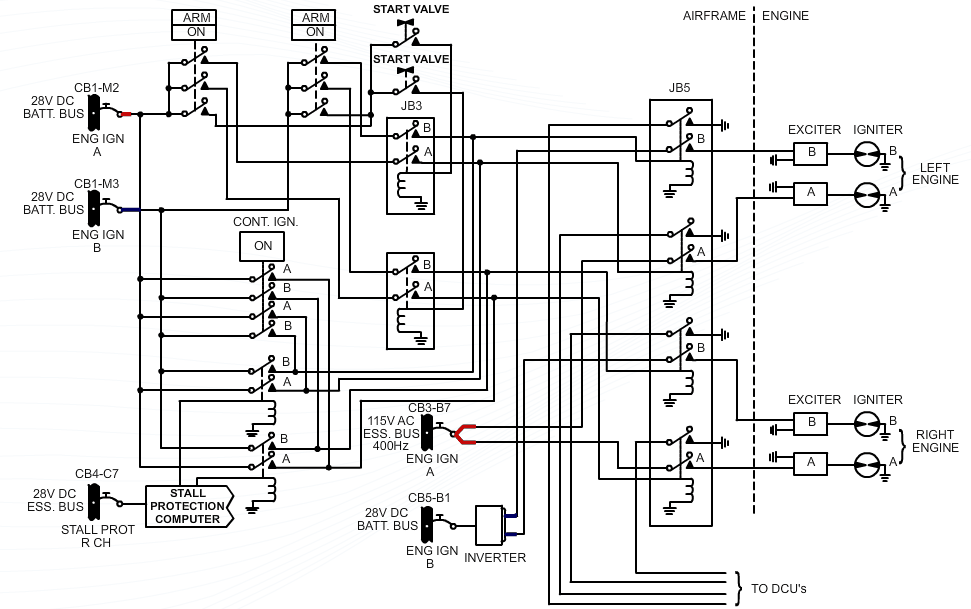 ARM
ON
ARM
ON
START VALVE
START VALVE
AIRFRAME
ENGINE
CB1-M2
28V DC
BATT. BUS
ENG IGN
A
JB3
B
A
JB5
B
EXCITER
IGNITER
B
B
A
A
LEFT
ENGINE
CB1-M3
28V DC
BATT. BUS
ENG IGN
B
CONT. IGN.
ON
A
B
A
B
B
A
B
A
B
A
A
B
A
CB3-B7
115V AC
ESS. BUS
400Hz
ENG IGN
A
EXCITER
IGNITER
B
B
A
A
RIGHT
ENGINE
CB4-C7
28V DC
ESS. BUS
STALL PROT
R CH
STALL
PROTECTION
COMPUTER
CB5-B1
28V DC
BATT. BUS
ENG IGN
B
INVERTER
TO DCU's